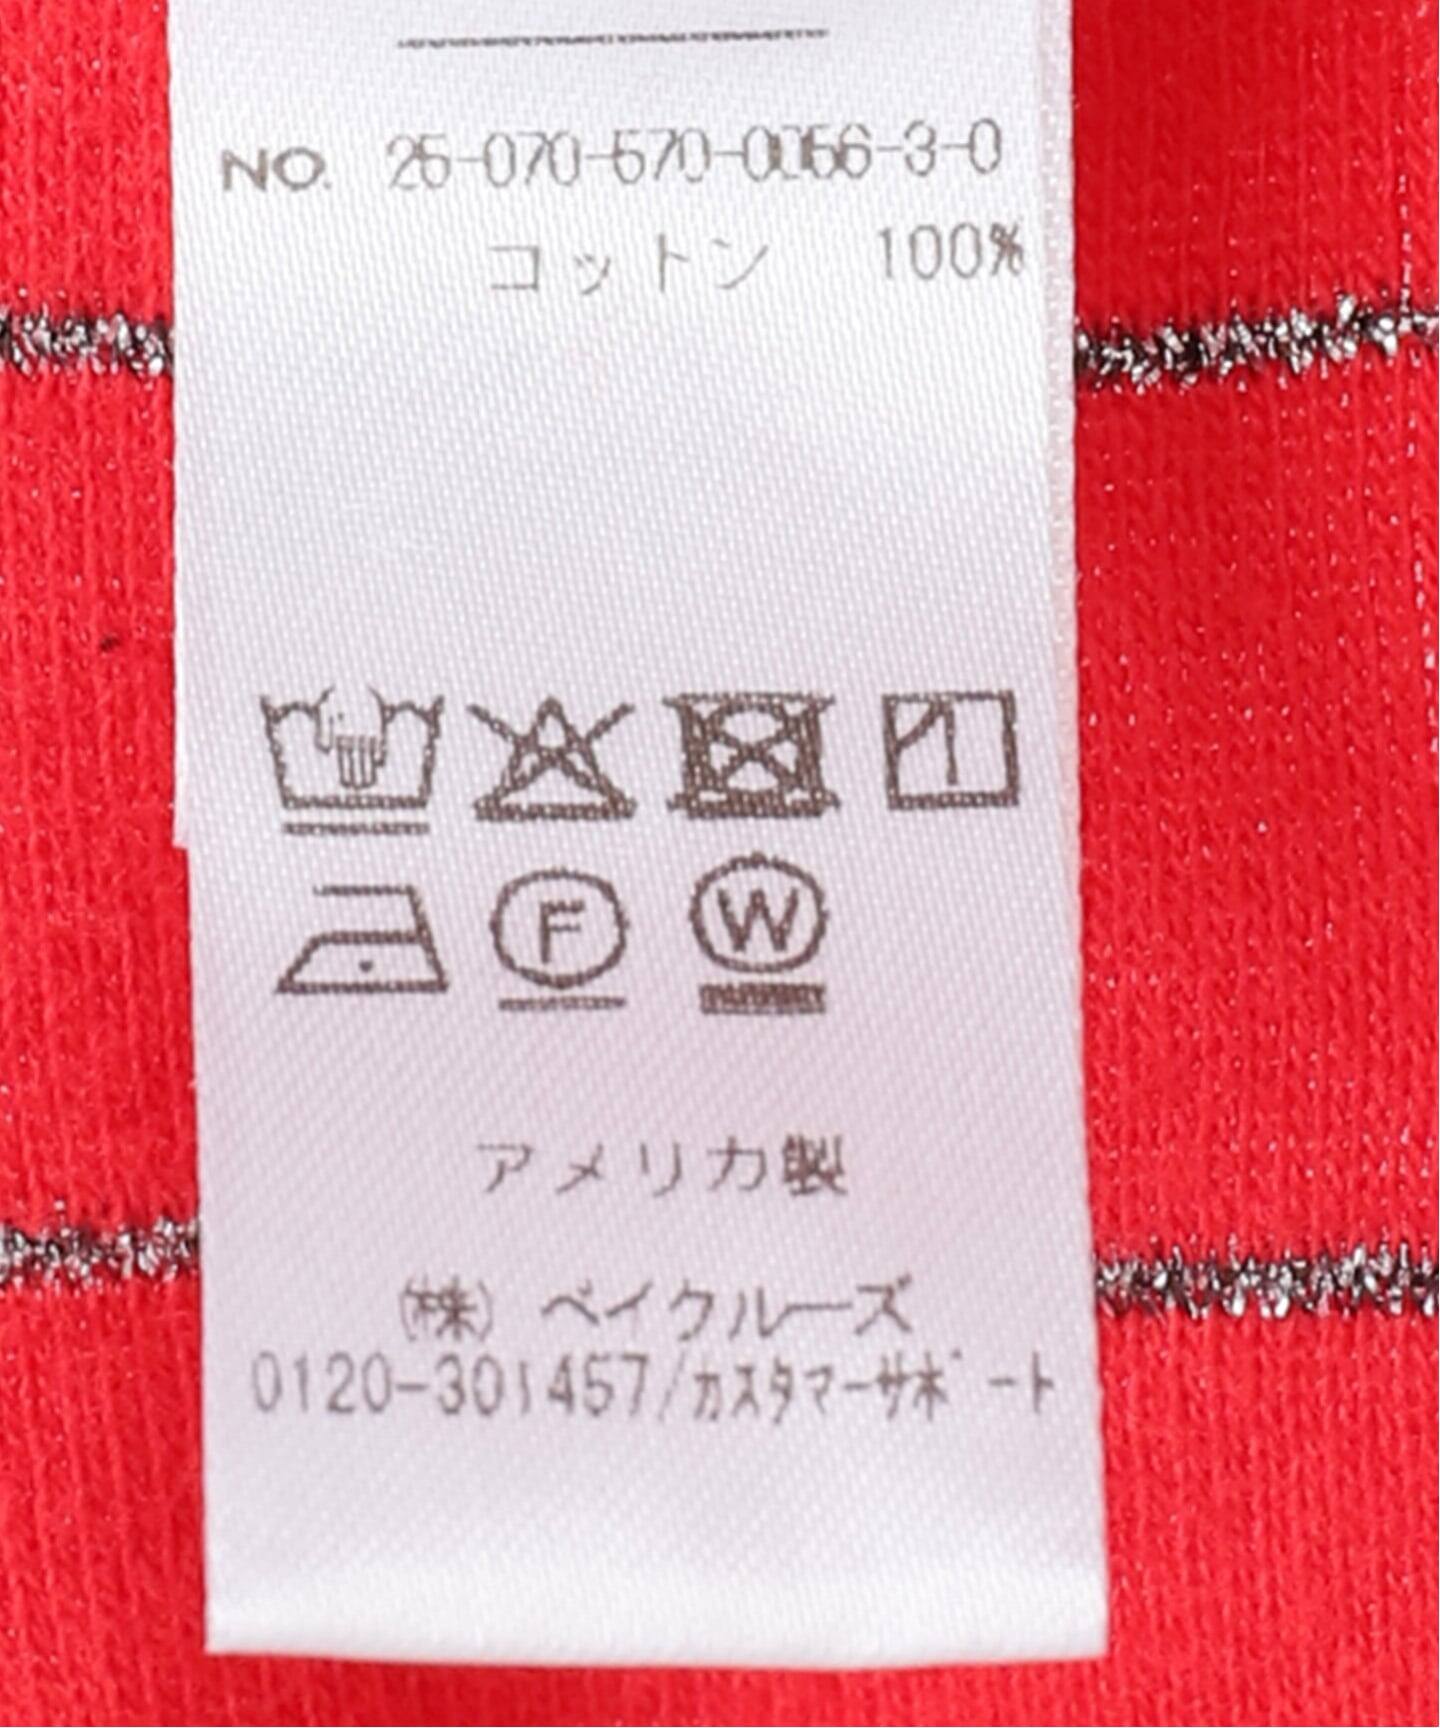 NO. 25-070-570-0056-3-0
コットン 100%
F W
アメリカ製
(株) ベイクルーズ
0120-301457/カスタマーサポート